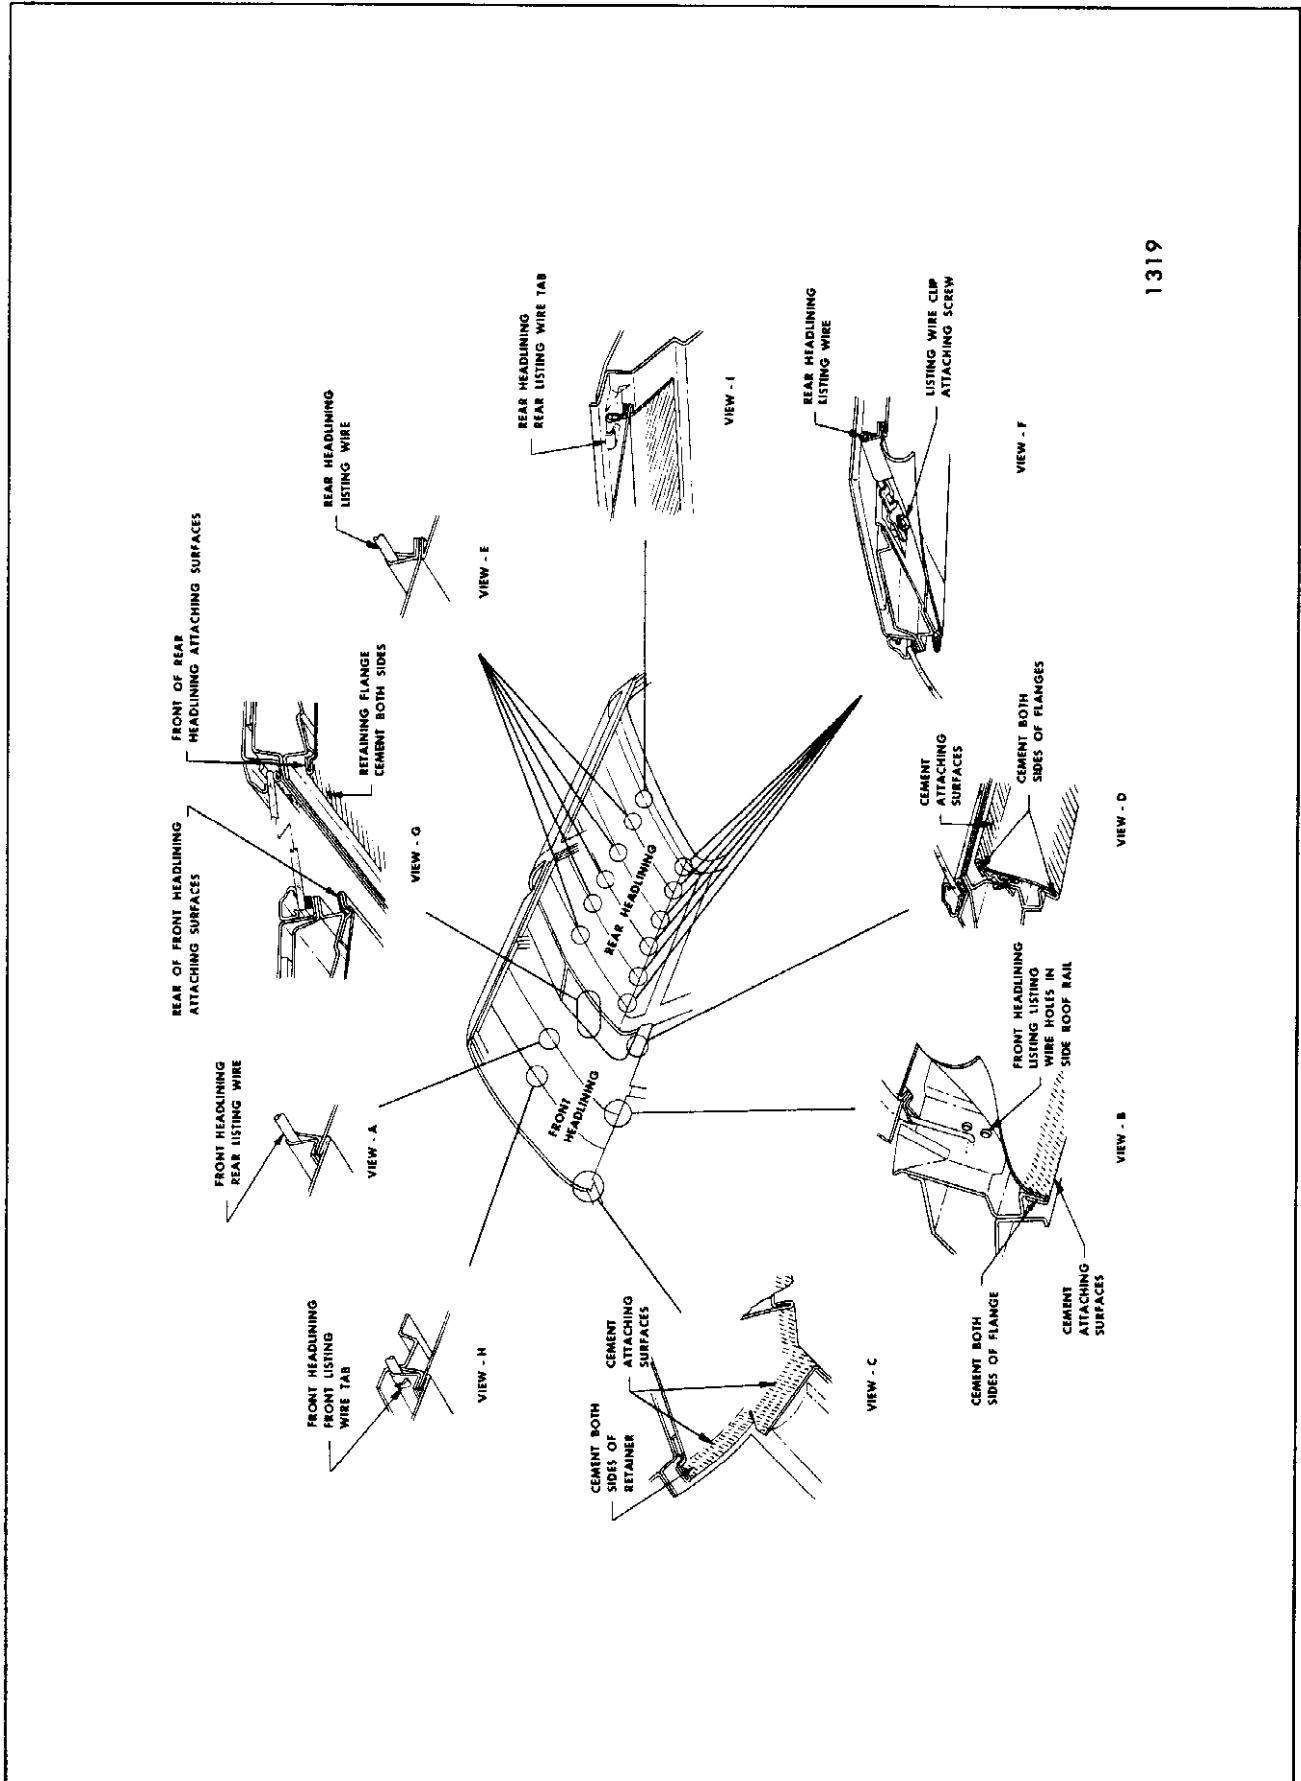 FRONT HEADLINING
FRONT LISTING
WIRE TAB
VIEW - H
FRONT HEADLINING
REAR LISTING WIRE
VIEW - A
REAR OF FRONT HEADLINING
ATTACHING SURFACES
FRONT OF REAR
HEADLINING ATTACHING SURFACES
RETAINING FLANGE
CEMENT BOTH SIDES
VIEW - G
REAR HEADLINING
LISTING WIRE
VIEW - E
REAR HEADLINING
REAR LISTING WIRE TAB
VIEW - I
FRONT
HEADLINING
REAR HEADLINING
CEMENT BOTH
SIDES OF
RETAINER
CEMENT
ATTACHING
SURFACES
VIEW - C
CEMENT BOTH
SIDES OF FLANGE
CEMENT
ATTACHING
SURFACES
FRONT HEADLINING
LISTING LISTING
WIRE HOLES IN
SIDE ROOF RAIL
VIEW - B
CEMENT
ATTACHING
SURFACES
CEMENT BOTH
SIDES OF FLANGES
VIEW - D
REAR HEADLINING
LISTING WIRE
LISTING WIRE CLIP
ATTACHING SCREW
VIEW - F
1319